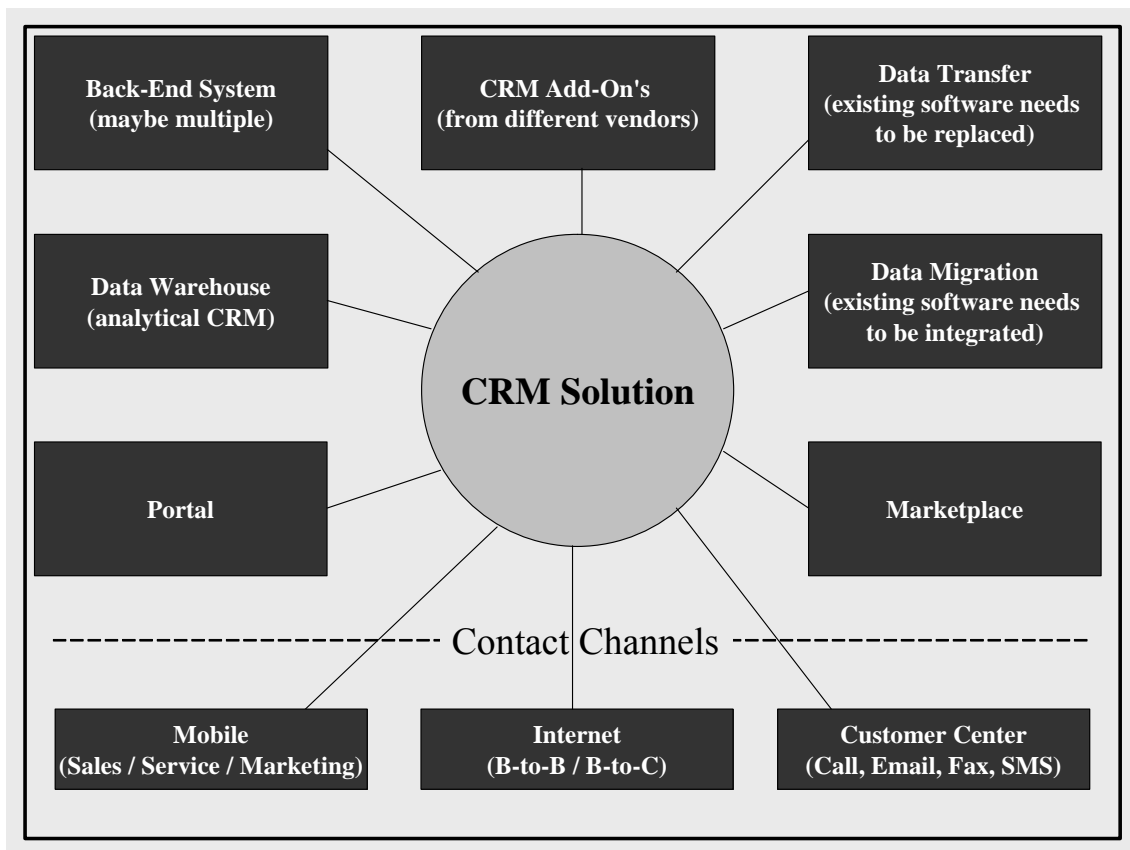 Back-End System
(maybe multiple)
CRM Add-On's
(from different vendors)
Data Transfer
(existing software needs
to be replaced)
Data Warehouse
(analytical CRM)
Data Migration
(existing software needs
to be integrated)
CRM Solution
Portal
Marketplace
Contact Channels
Mobile
(Sales / Service / Marketing)
Internet
(B-to-B / B-to-C)
Customer Center
(Call, Email, Fax, SMS)